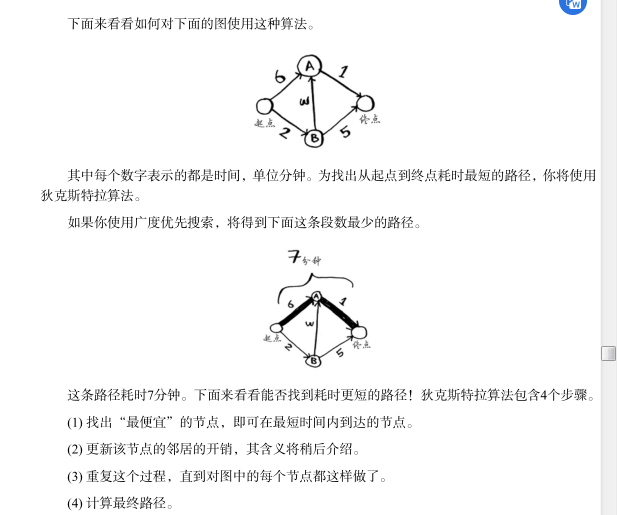 下面来看看如何对下面的图使用这种算法。
A
6
1
W
起点
终点
2
B
5
其中每个数字表示的都是时间，单位分钟。为找出从起点到终点耗时最短的路径，你将使用
狄克斯特拉算法。
如果你使用广度优先搜索，将得到下面这条段数最少的路径。
7分钟
A
6
1
W
起点
终点
2
B
5
这条路径耗时7分钟。下面来看看能否找到耗时更短的路径！狄克斯特拉算法包含4个步骤。
(1) 找出“最便宜”的节点，即可在最短时间内到达的节点。
(2) 更新该节点的邻居的开销，其含义将稍后介绍。
(3) 重复这个过程，直到对图中的每个节点都这样做了。
(4) 计算最终路径。